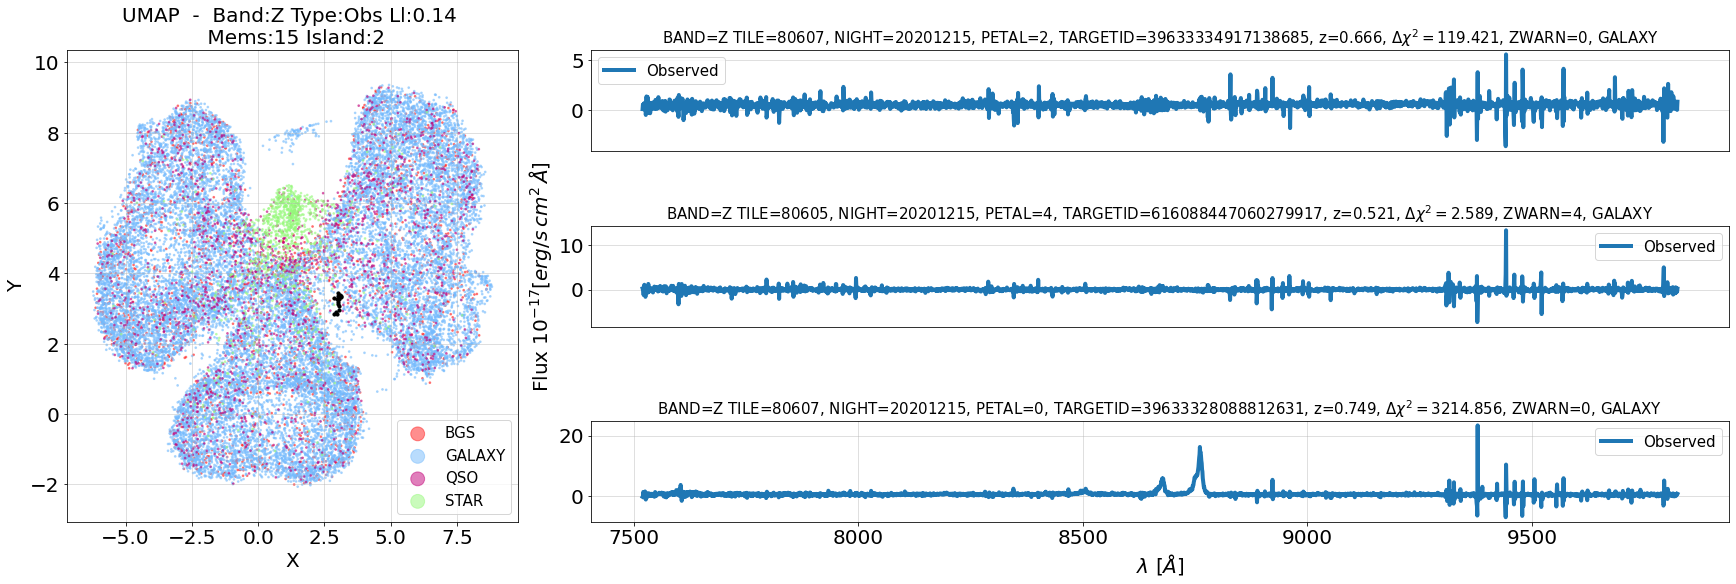 UMAP - Band:Z Type:Obs Ll:0.14
Mems:15 Island:2
10
8
6
4
2
0
−2
Y
−5.0 −2.5 0.0 2.5 5.0 7.5
X
BGS
GALAXY
QSO
STAR
Flux 10⁻¹⁷[erg/s cm² Å]
BAND=Z TILE=80607, NIGHT=20201215, PETAL=2, TARGETID=39633334917138685, z=0.666, Δχ² = 119.421, ZWARN=0, GALAXY
5
0
Observed
BAND=Z TILE=80605, NIGHT=20201215, PETAL=4, TARGETID=616088447060279917, z=0.521, Δχ² = 2.589, ZWARN=4, GALAXY
10
0
Observed
BAND=Z TILE=80607, NIGHT=20201215, PETAL=0, TARGETID=39633328088812631, z=0.749, Δχ² = 3214.856, ZWARN=0, GALAXY
20
0
Observed
7500 8000 8500 9000 9500
λ [Å]